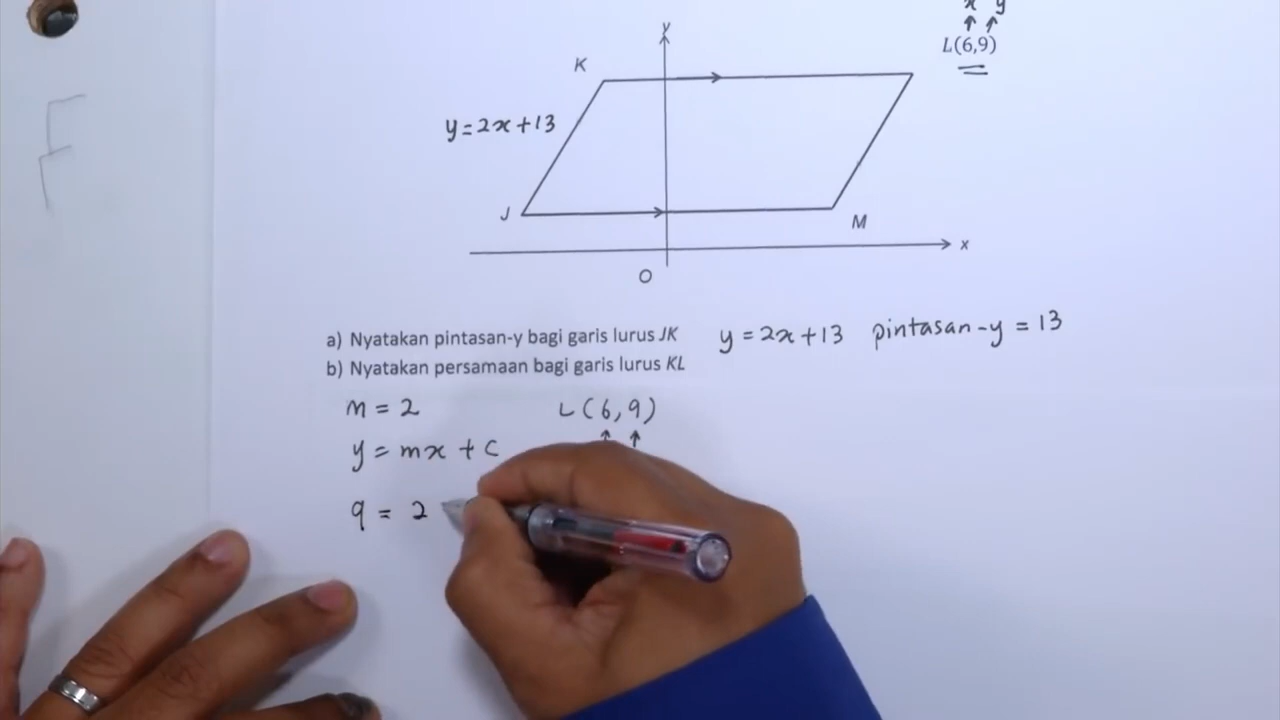 x y
L(6,9)
y
K
y=2x+13
J
M
x
O
a) Nyatakan pintasan-y bagi garis lurus JK
y = 2x+13 pintasan-y = 13
b) Nyatakan persamaan bagi garis lurus KL
m = 2
L(6,9)
y = mx + c
9 = 2